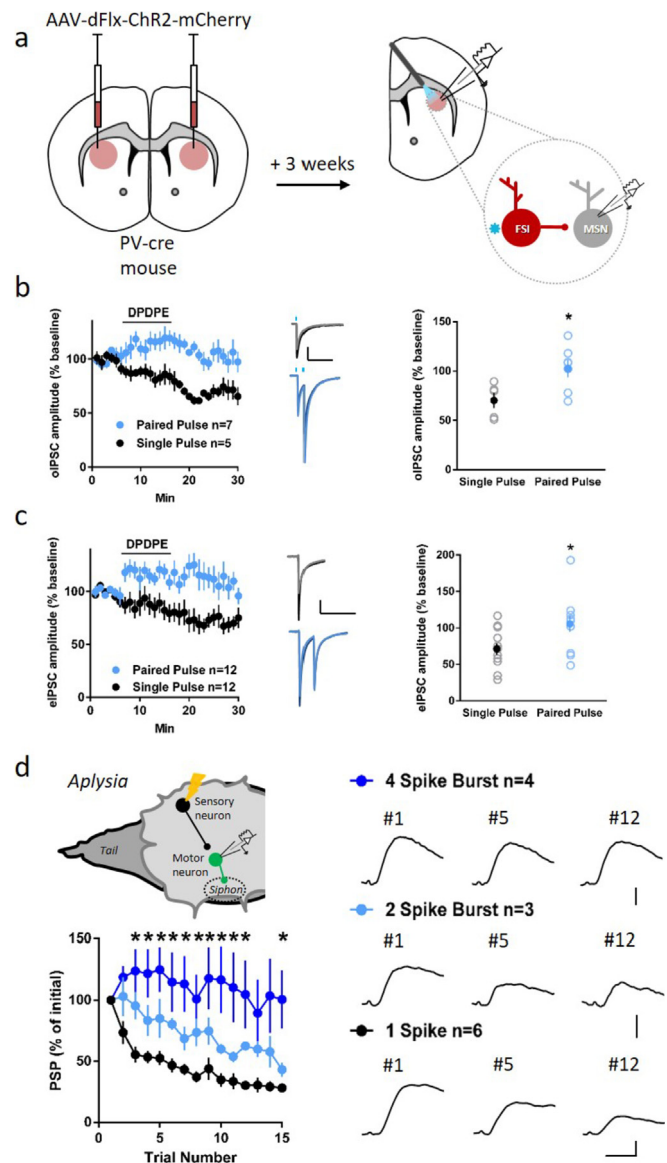 a
AAV-dFlx-ChR2-mCherry
PV-cre
mouse
+ 3 weeks
FSI
MSN
b
oIPSC amplitude (% baseline)
DPDPE
100
50
0
Paired Pulse n=7
Single Pulse n=5
0 10 20 30
Min
oIPSC amplitude (% baseline)
150
100
50
0
*
Single Pulse Paired Pulse
c
eIPSC amplitude (% baseline)
DPDPE
100
50
0
Paired Pulse n=12
Single Pulse n=12
0 10 20 30
Min
eIPSC amplitude (% baseline)
200
150
100
50
0
*
Single Pulse Paired Pulse
d
Aplysia
Sensory
neuron
Tail
Motor
neuron
Siphon
PSP (% of initial)
150
100
50
0
* * * * * * * * * * *
0 5 10 15
Trial Number
4 Spike Burst n=4
#1 #5 #12
2 Spike Burst n=3
#1 #5 #12
1 Spike n=6
#1 #5 #12